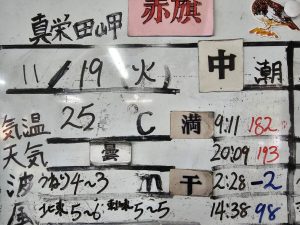 真栄田岬 赤旗
11/19 火 中 潮
気温 25 C 満 9:11 182
天気 曇 20:09 193
波 うねり4~3 m 干 2:28 -2
風 北東5~6 5~5 14:38 98